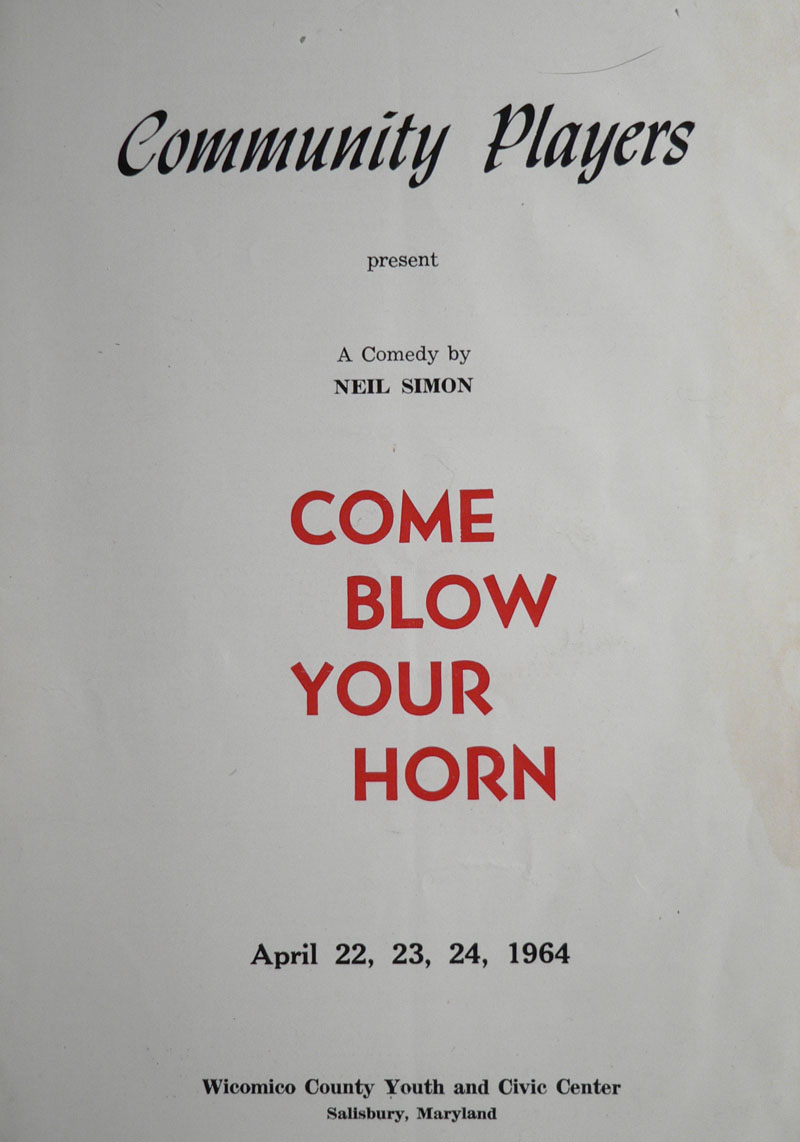 Community Players
present
A Comedy by
NEIL SIMON
COME
BLOW
YOUR
HORN
April 22, 23, 24, 1964
Wicomico County Youth and Civic Center
Salisbury, Maryland